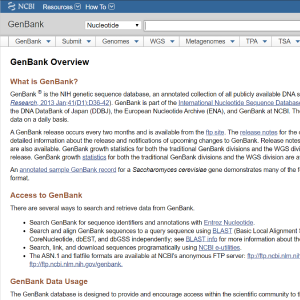 NCBI Resources How To
GenBank Nucleotide
GenBank Submit Genomes WGS Metagenomes TPA TSA
GenBank Overview
What is GenBank?
GenBank ® is the NIH genetic sequence database, an annotated collection of all publicly available DNA s
Research, 2013 Jan;41(D1):D36-42). GenBank is part of the International Nucleotide Sequence Database
the DNA DataBank of Japan (DDBJ), the European Nucleotide Archive (ENA), and GenBank at NCBI. Th
data on a daily basis.
A GenBank release occurs every two months and is available from the ftp site. The release notes for the c
detailed information about the release and notifications of upcoming changes to GenBank. Release notes
are also available. GenBank growth statistics for both the traditional GenBank divisions and the WGS divi
release. GenBank growth statistics for both the traditional GenBank divisions and the WGS division are a
An annotated sample GenBank record for a Saccharomyces cerevisiae gene demonstrates many of the f
format.
Access to GenBank
There are several ways to search and retrieve data from GenBank.
• Search GenBank for sequence identifiers and annotations with Entrez Nucleotide.
• Search and align GenBank sequences to a query sequence using BLAST (Basic Local Alignment
CoreNucleotide, dbEST, and dbGSS independently; see BLAST info for more information about the
• Search, link, and download sequences programatically using NCBI e-utilities.
• The ASN.1 and flatfile formats are available at NCBI's anonymous FTP server: ftp://ftp.ncbi.nlm.nih
ftp://ftp.ncbi.nlm.nih.gov/genbank.
GenBank Data Usage
The GenBank database is designed to provide and encourage access within the scientific community to